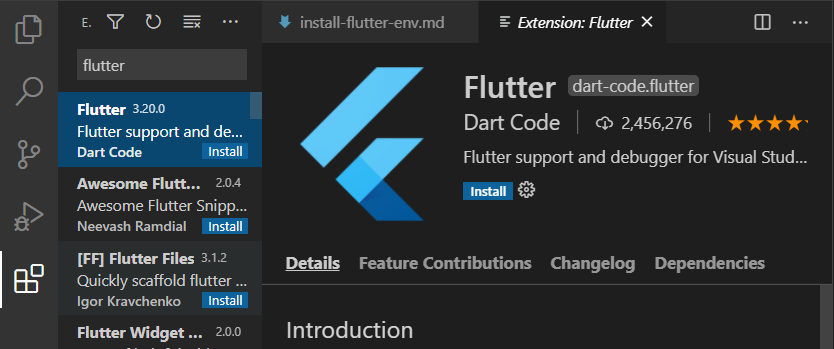 E.
flutter
Flutter 3.20.0
Flutter support and de...
Dart Code Install
Awesome Flutt... 2.0.4
Awesome Flutter Snipp...
Neevash Ramdial Install
[FF] Flutter Files 3.1.2
Quickly scaffold flutter ...
Igor Kravchenko Install
Flutter Widget ... 2.0.0
install-flutter-env.md
Extension: Flutter
Flutter dart-code.flutter
Dart Code 2,456,276
Flutter support and debugger for Visual Stud...
Install
Details Feature Contributions Changelog Dependencies
Introduction